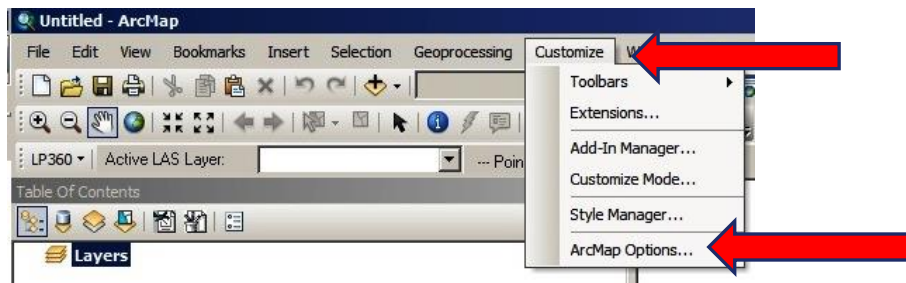 Untitled - ArcMap
File Edit View Bookmarks Insert Selection Geoprocessing Customize W
Toolbars
Extensions...
Add-In Manager...
Customize Mode...
Style Manager...
ArcMap Options...
LP360 Active LAS Layer: --- Poin
Table Of Contents
Layers